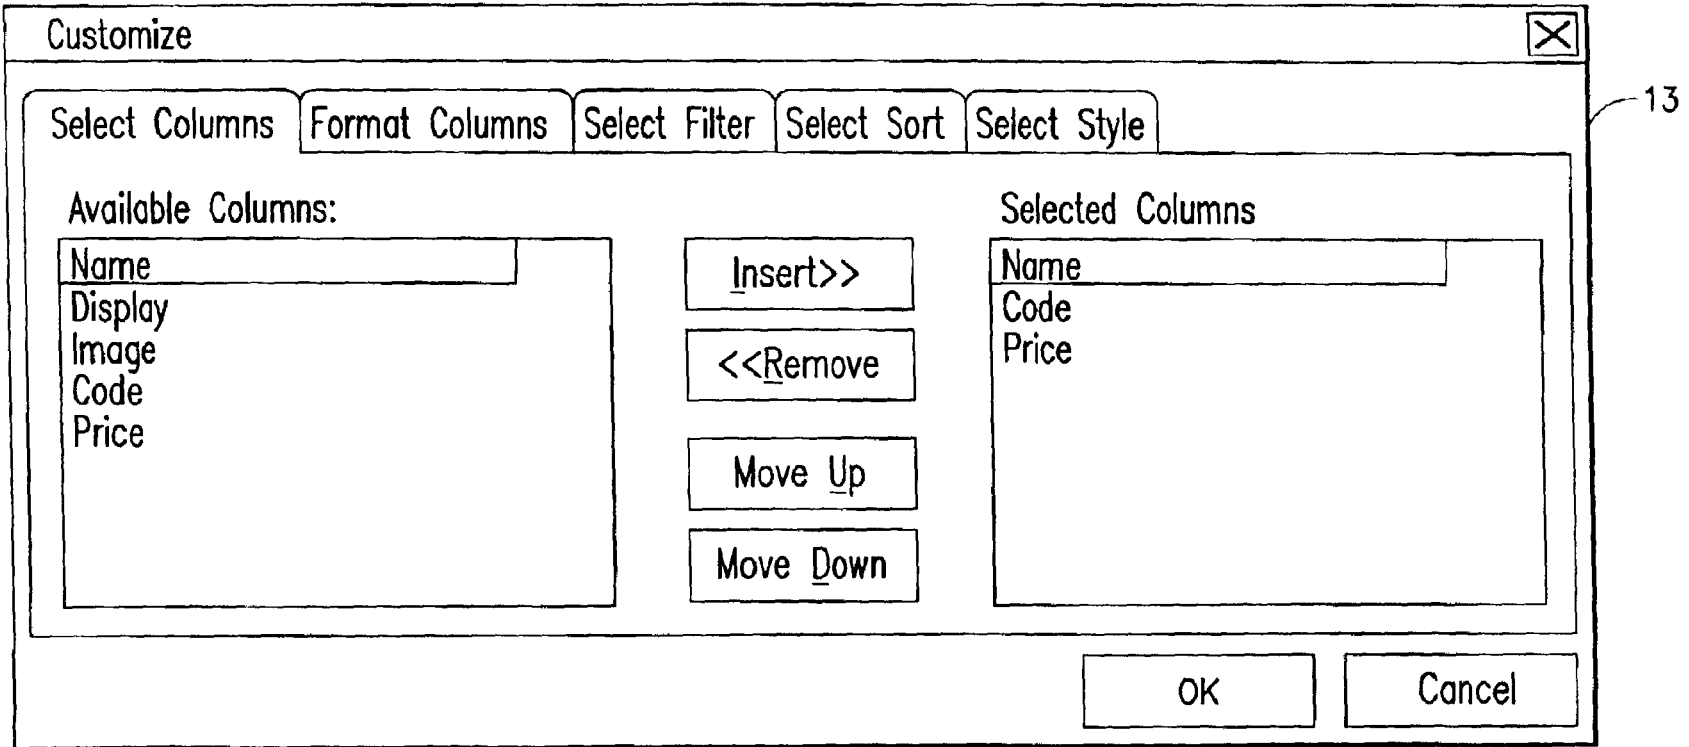 Customize
13
Select Columns Format Columns Select Filter Select Sort Select Style
Available Columns:
Name
Display
Image
Code
Price
Insert>>
<<Remove
Move Up
Move Down
Selected Columns
Name
Code
Price
OK Cancel